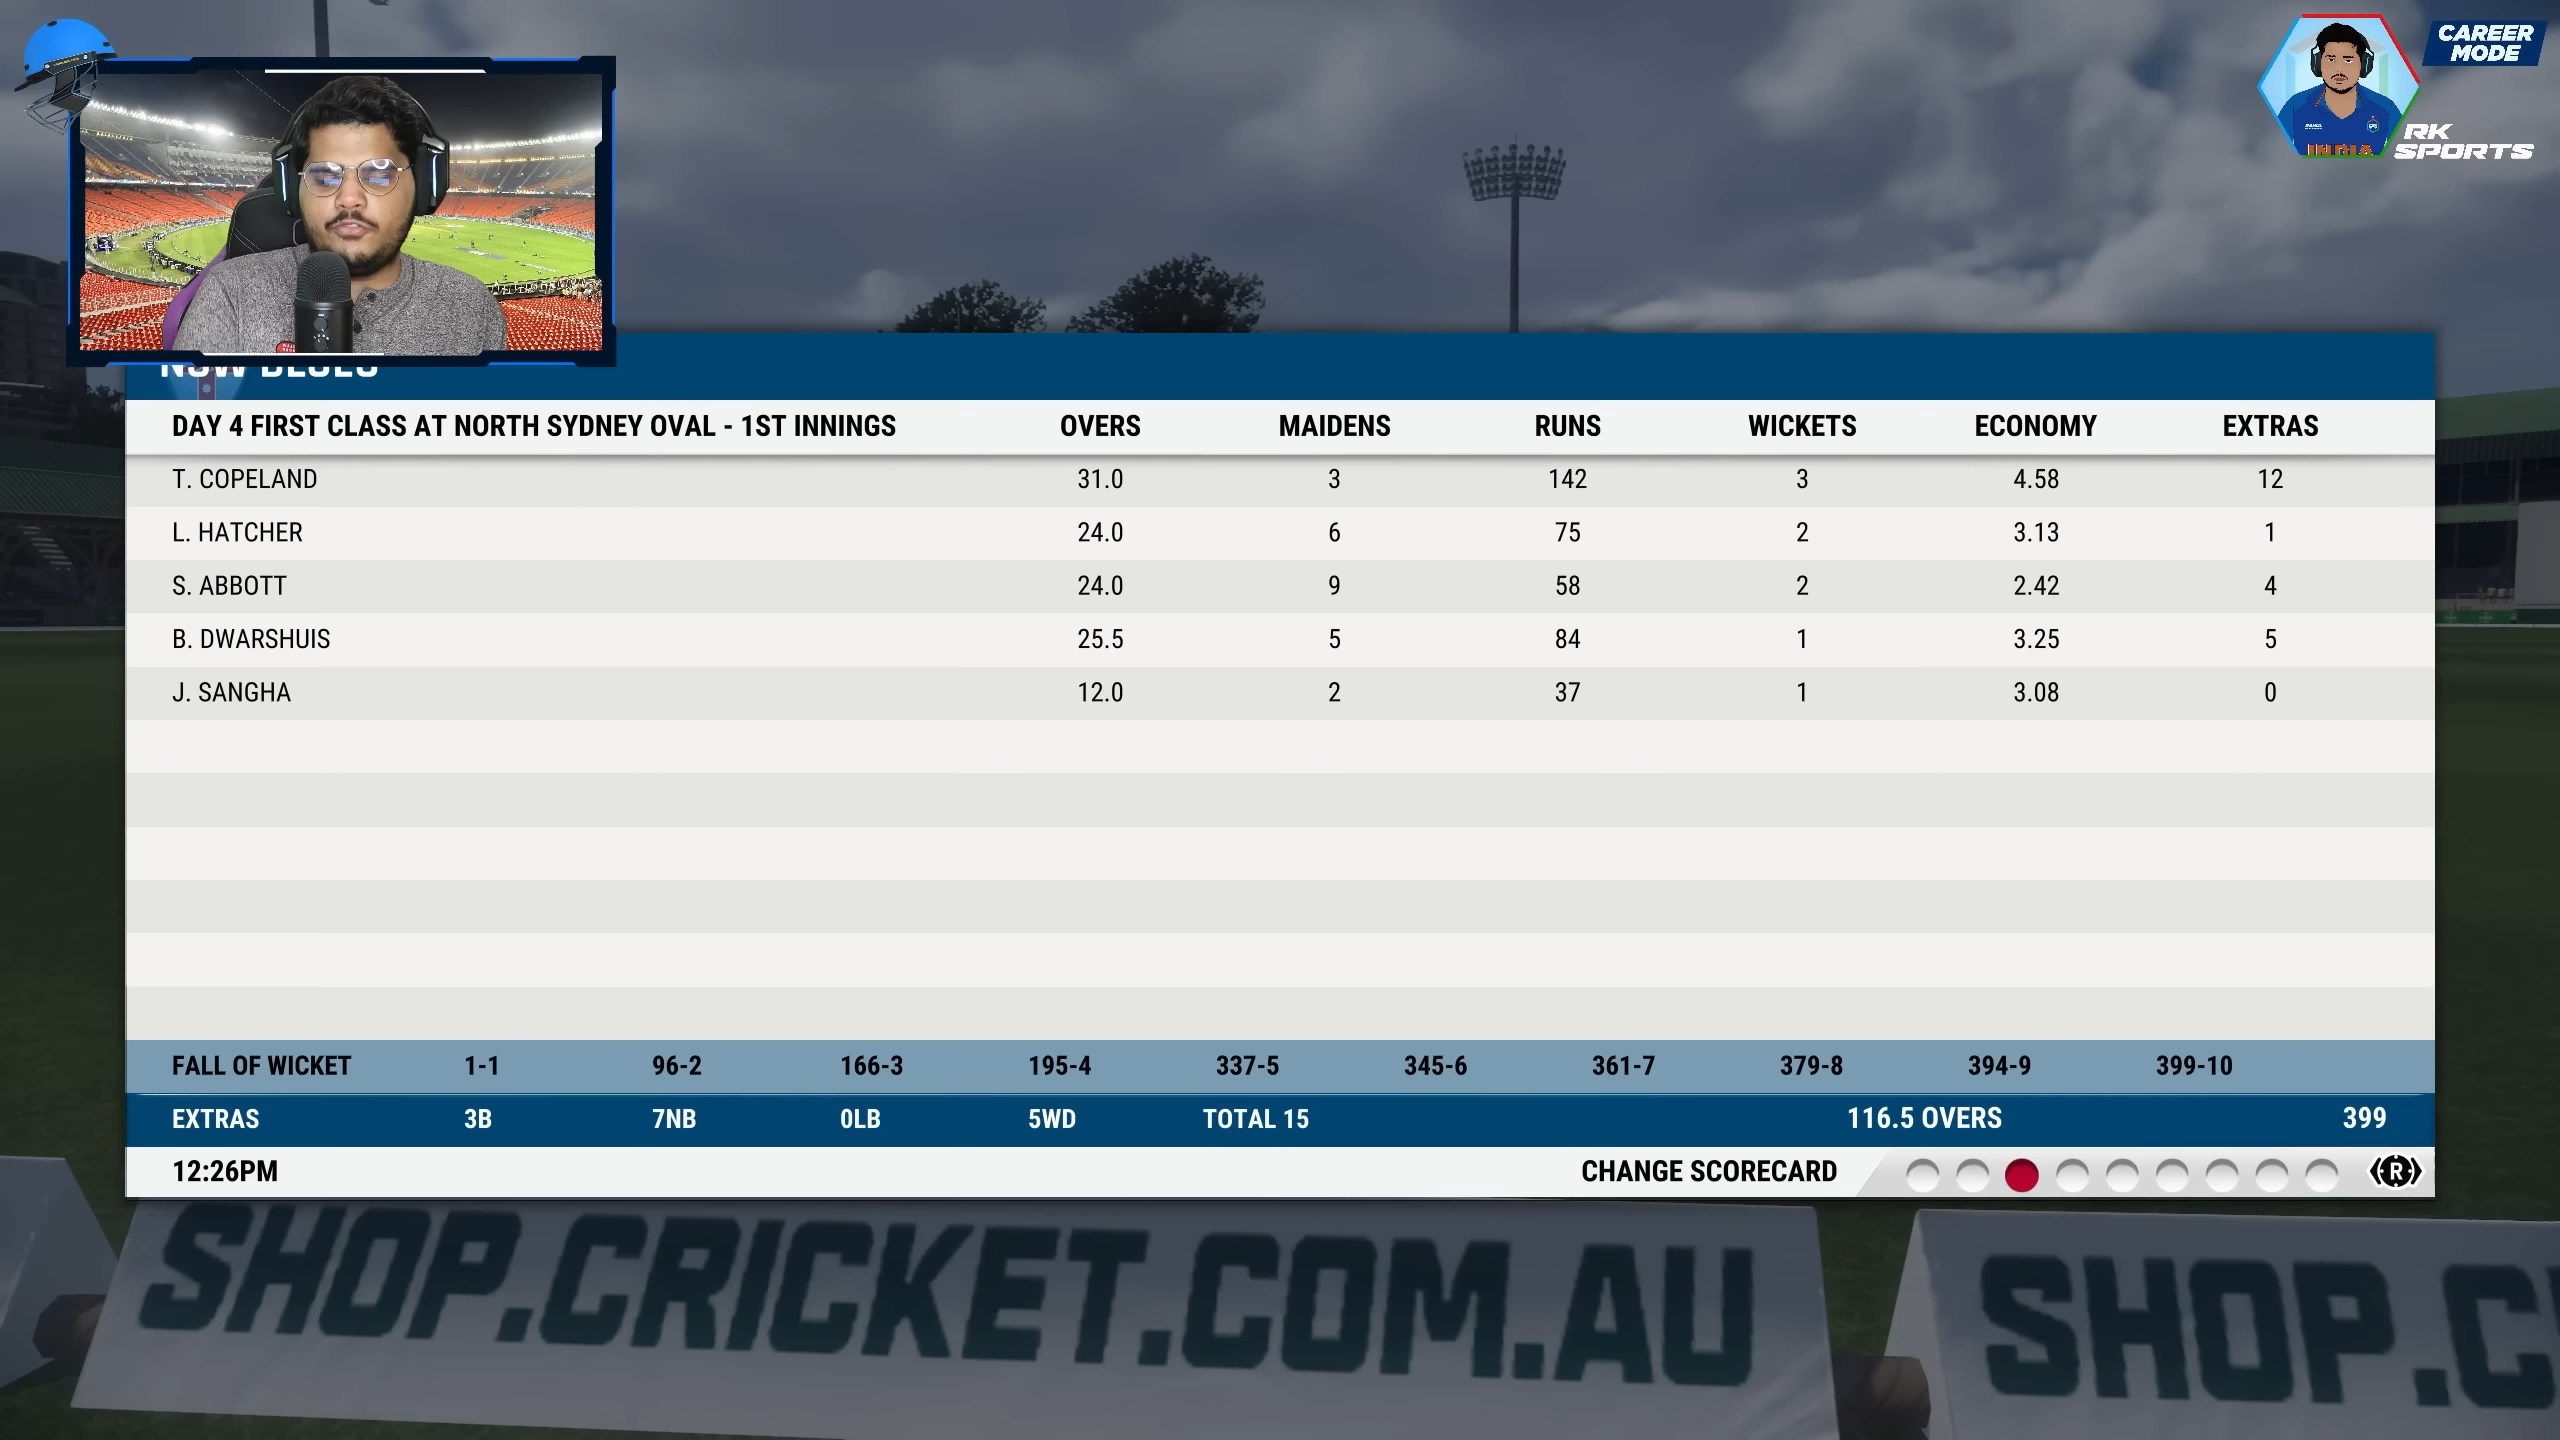 CAREER
MODE
RK
SPORTS
INDIA
NSW BLUES
DAY 4 FIRST CLASS AT NORTH SYDNEY OVAL - 1ST INNINGS OVERS MAIDENS RUNS WICKETS ECONOMY EXTRAS
T. COPELAND 31.0 3 142 3 4.58 12
L. HATCHER 24.0 6 75 2 3.13 1
S. ABBOTT 24.0 9 58 2 2.42 4
B. DWARSHUIS 25.5 5 84 1 3.25 5
J. SANGHA 12.0 2 37 1 3.08 0
FALL OF WICKET 1-1 96-2 166-3 195-4 337-5 345-6 361-7 379-8 394-9 399-10
EXTRAS 3B 7NB 0LB 5WD TOTAL 15 116.5 OVERS 399
12:26PM CHANGE SCORECARD R
SHOP.CRICKET.COM.AU SHOP.C